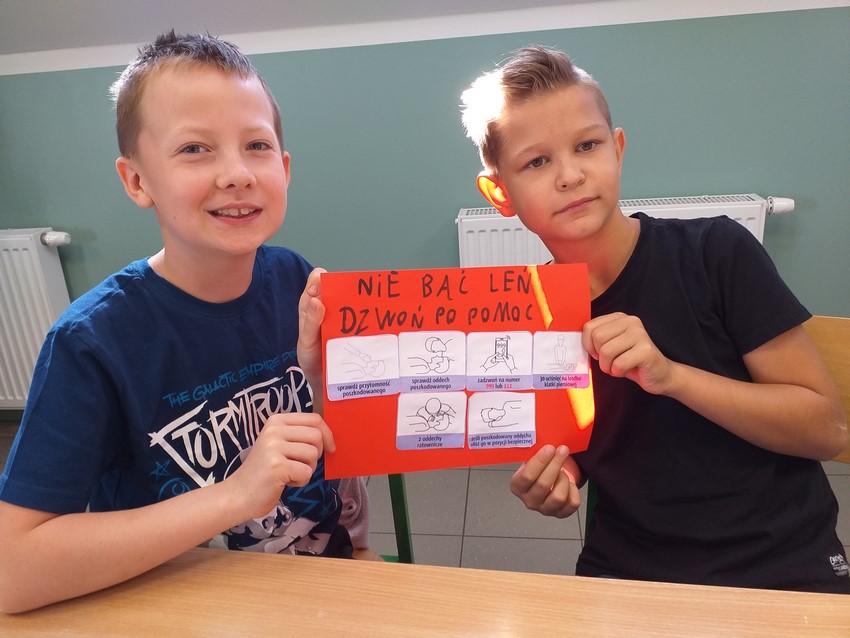 NIE BĄĆ LEŃ
DZWOŃ PO POMOC
sprawdź przytomność
poszkodowanego
sprawdź oddech
poszkodowanego
zadzwoń na numer
999 lub 112
30 uciśnięć na środku
klatki piersiowej
2 oddechy
ratownicze
jeśli poszkodowany oddycha
ułóż go w pozycji bezpiecznej
THE GALACTIC EMPIRE
STORMTROOP